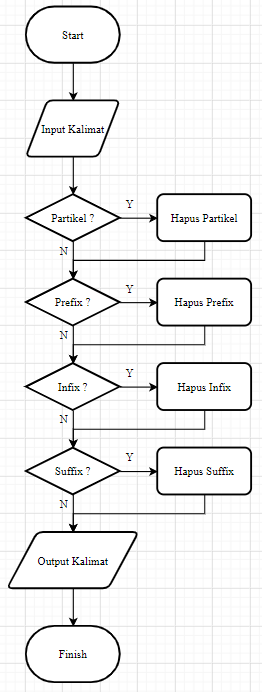 Start
Input Kalimat
Partikel ?
Y
Hapus Partikel
N
Prefix ?
Y
Hapus Prefix
N
Infix ?
Y
Hapus Infix
N
Suffix ?
Y
Hapus Suffix
N
Output Kalimat
Finish